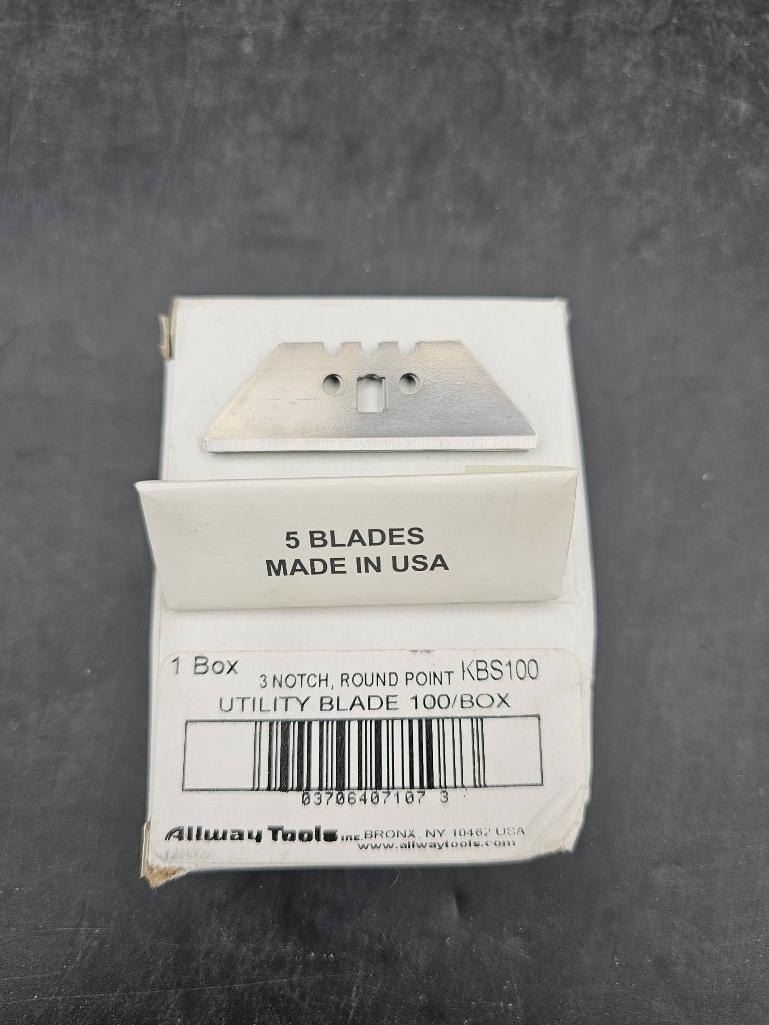 5 BLADES
MADE IN USA
1 Box 3 NOTCH, ROUND POINT KBS100
UTILITY BLADE 100/BOX
03706407107 3
Allway Tools INC. BRONX, NY 10462 USA
www.allwaytools.com